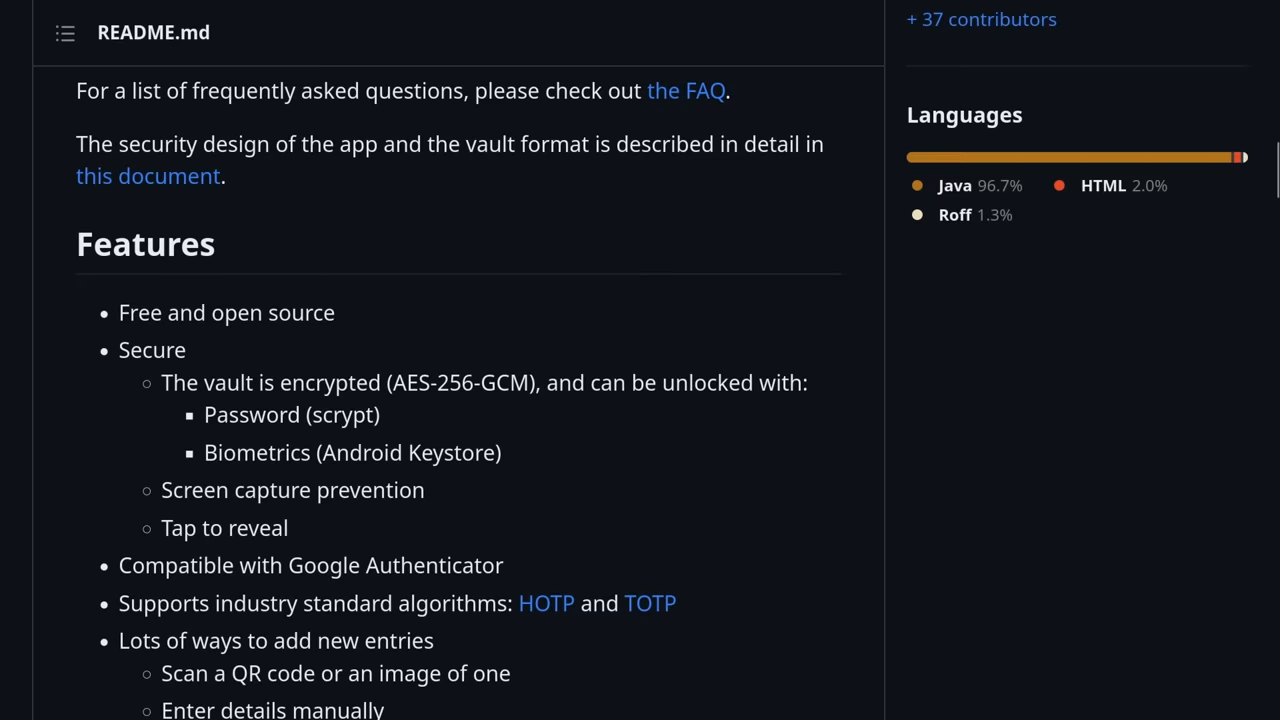 README.md
For a list of frequently asked questions, please check out the FAQ.
The security design of the app and the vault format is described in detail in
this document.
Features
Free and open source
Secure
The vault is encrypted (AES-256-GCM), and can be unlocked with:
Password (scrypt)
Biometrics (Android Keystore)
Screen capture prevention
Tap to reveal
Compatible with Google Authenticator
Supports industry standard algorithms: HOTP and TOTP
Lots of ways to add new entries
Scan a QR code or an image of one
Enter details manually
+ 37 contributors
Languages
Java 96.7% HTML 2.0%
Roff 1.3%